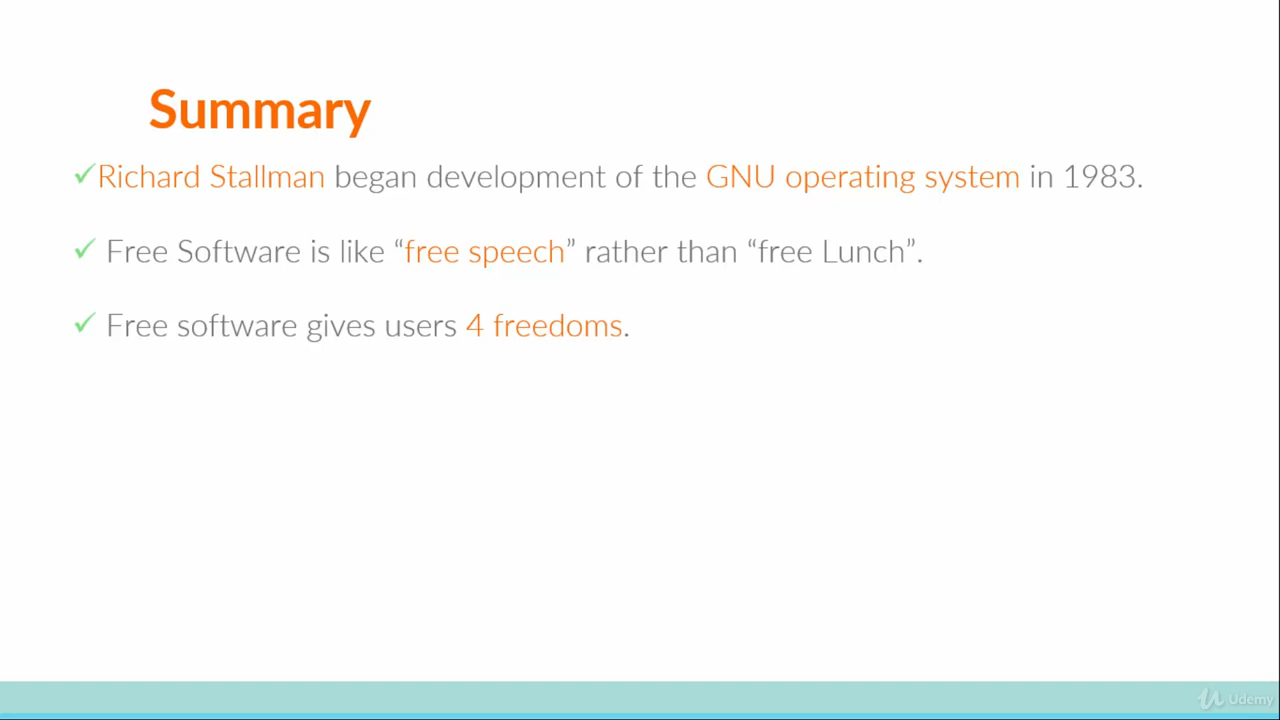 Summary
✓Richard Stallman began development of the GNU operating system in 1983.
✓ Free Software is like “free speech” rather than “free Lunch”.
✓ Free software gives users 4 freedoms.
Udemy